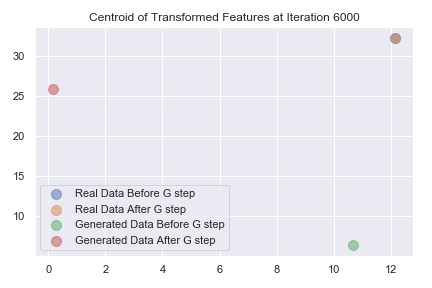 Centroid of Transformed Features at Iteration 6000
30
25
20
15
10
Real Data Before G step
Real Data After G step
Generated Data Before G step
Generated Data After G step
0 2 4 6 8 10 12